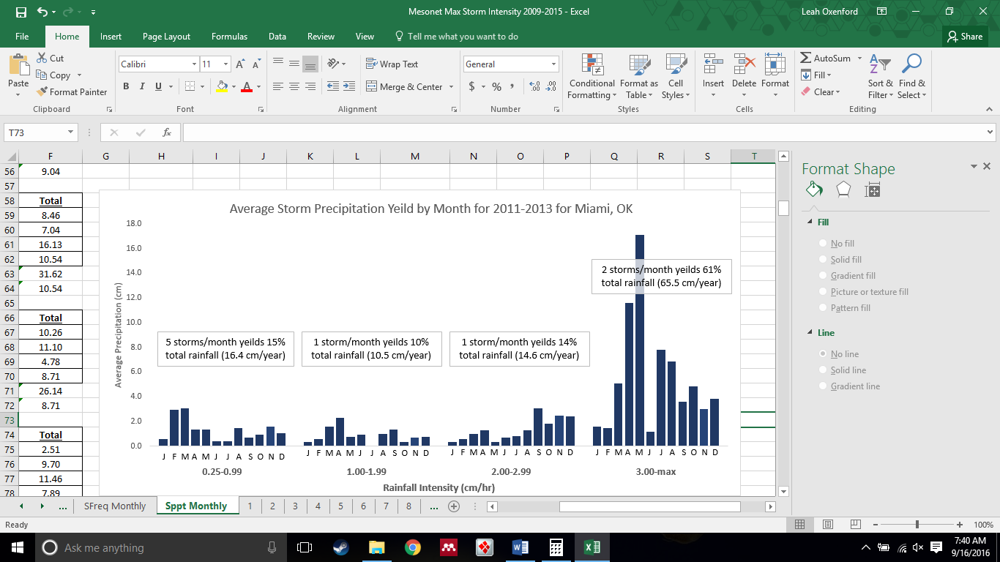 Mesonet Max Storm Intensity 2009-2015 - Excel
Leah Oxenford
File Home Insert Page Layout Formulas Data Review View Tell me what you want to do Share
Paste
Cut
Copy
Format Painter
Clipboard
Calibri 11
B I U
Font
Wrap Text
Merge & Center
Alignment
General
$ % ,
Number
Conditional Formatting
Format as Table
Cell Styles
Styles
Insert Delete Format
Cells
AutoSum
Fill
Clear
Sort & Filter
Find & Select
Editing
T73 fx
F G H I J K L M N O P Q R S T
56 9.04
57
58 Total
59 8.46
60 7.04
61 16.13
62 10.54
63 31.62
64 10.54
65
66 Total
67 10.26
68 11.10
69 4.78
70 8.71
71 26.14
72 8.71
73
74 Total
75 2.51
76 9.70
77 11.46
78 7.89
Average Storm Precipitation Yeild by Month for 2011-2013 for Miami, OK
Average Precipitation (cm)
18.0
16.0
14.0
12.0
10.0
8.0
6.0
4.0
2.0
0.0
5 storms/month yeilds 15%
total rainfall (16.4 cm/year)
1 storm/month yeilds 10%
total rainfall (10.5 cm/year)
1 storm/month yeilds 14%
total rainfall (14.6 cm/year)
2 storms/month yeilds 61%
total rainfall (65.5 cm/year)
J F M A M J J A S O N D J F M A M J J A S O N D J F M A M J J A S O N D J F M A M J J A S O N D
0.25-0.99 1.00-1.99 2.00-2.99 3.00-max
Rainfall Intensity (cm/hr)
Format Shape
Fill
No fill
Solid fill
Gradient fill
Picture or texture fill
Pattern fill
Line
No line
Solid line
Gradient line
... SFreq Monthly Sppt Monthly 1 2 3 4 5 6 7 8 ...
Ready 100%
Ask me anything
7:40 AM
9/16/2016